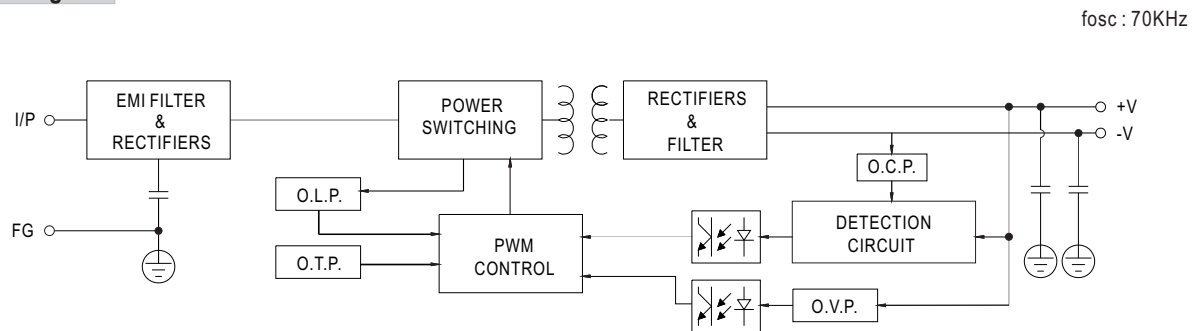 fosc : 70KHz
I/P
EMI FILTER
&
RECTIFIERS
POWER
SWITCHING
RECTIFIERS
&
FILTER
+V
-V
O.C.P.
O.L.P.
FG
PWM
CONTROL
DETECTION
CIRCUIT
O.T.P.
O.V.P.